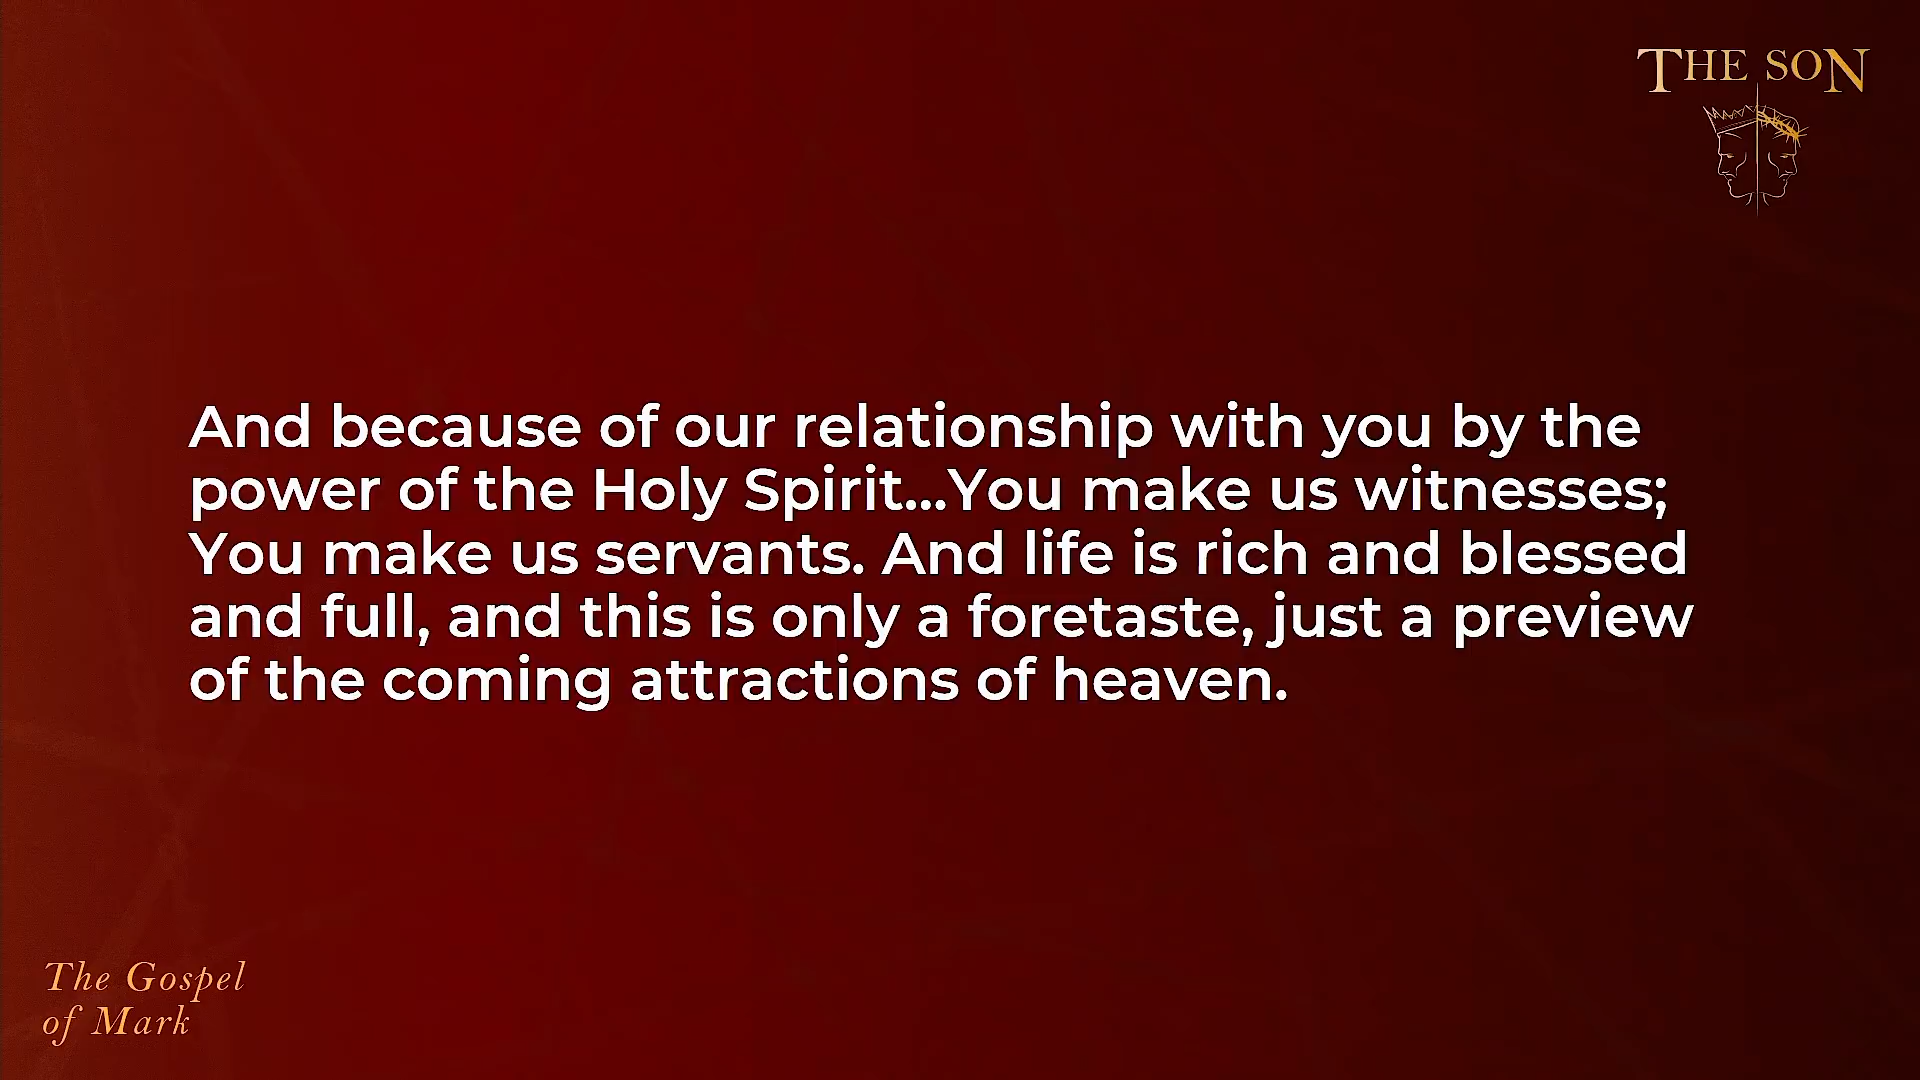 THE SON
And because of our relationship with you by the
power of the Holy Spirit...You make us witnesses;
You make us servants. And life is rich and blessed
and full, and this is only a foretaste, just a preview
of the coming attractions of heaven.
The Gospel
of Mark